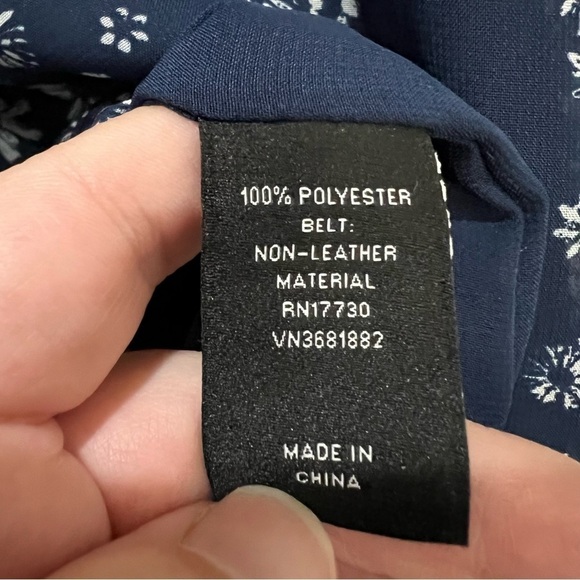 100% POLYESTER
BELT:
NON-LEATHER
MATERIAL
RN17730
VN3681882
MADE IN
CHINA